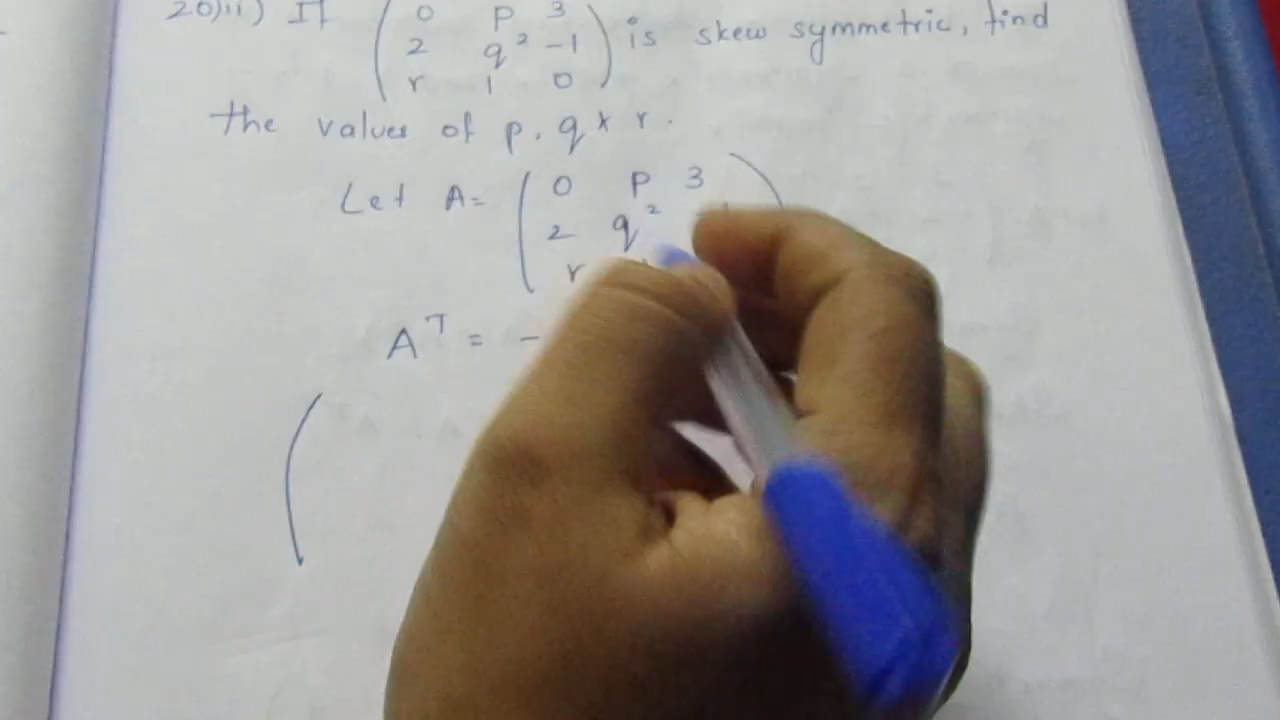 20)ii) If ( 0 p 3 ) is skew symmetric, find
2 q² -1
r 1 0
the values of p, q & r.
Let A= ( 0 p 3 )
2 q²
r
Aᵀ = -
(